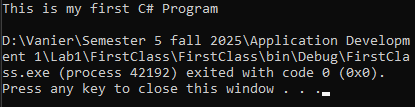 This is my first C# Program

D:\Vanier\Semester 5 fall 2025\Application Developm
ent 1\Lab1\FirstClass\FirstClass\bin\Debug\FirstCla
ss.exe (process 42192) exited with code 0 (0x0).
Press any key to close this window . . .